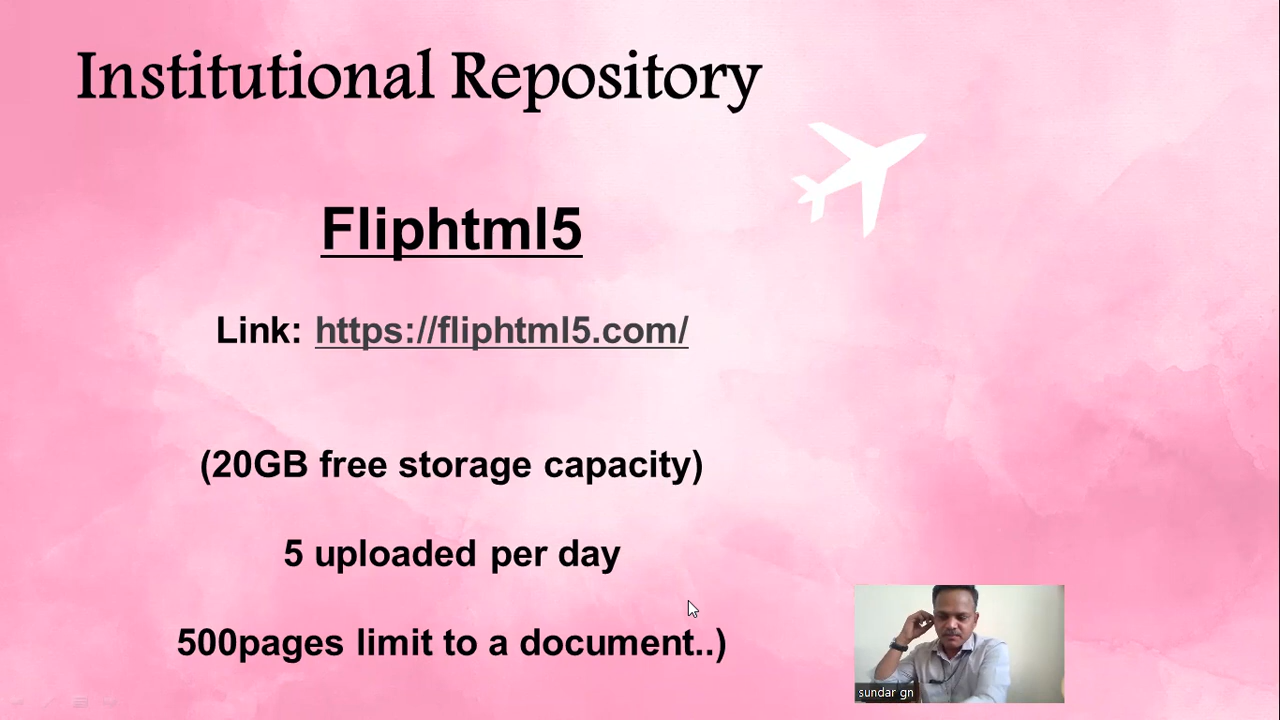 Institutional Repository
Fliphtml5
Link: https://fliphtml5.com/
(20GB free storage capacity)
5 uploaded per day
500pages limit to a document..)
sundar gn